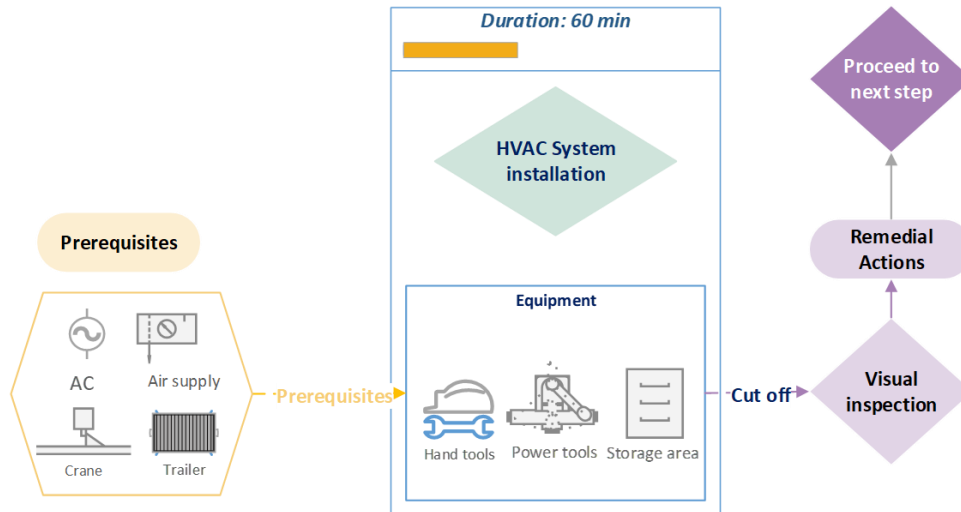 Duration: 60 min
HVAC System
installation
Prerequisites
AC
Air supply
Crane
Trailer
Prerequisites
Equipment
Hand tools
Power tools
Storage area
Cut off
Visual
inspection
Remedial
Actions
Proceed to
next step